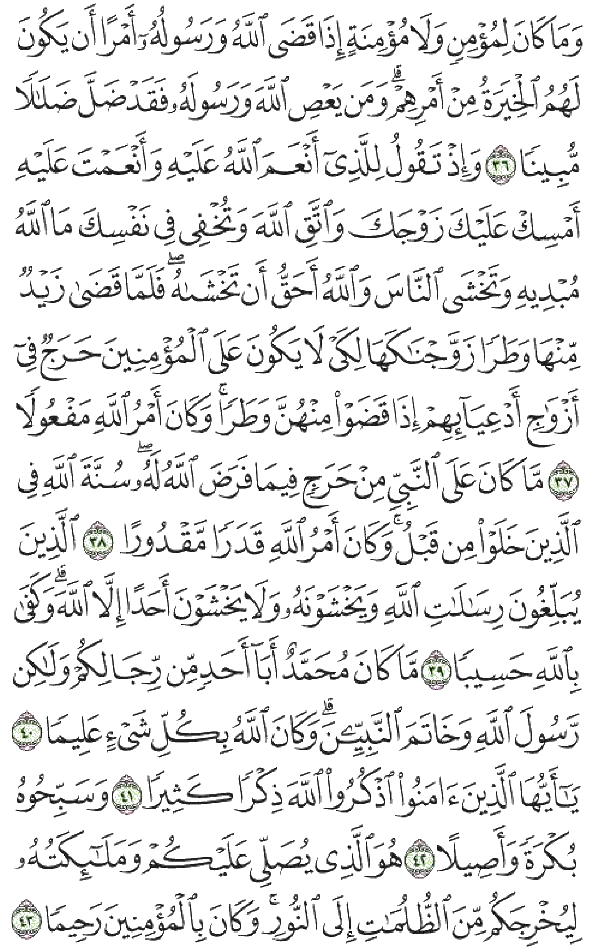 وَمَا كَانَ لِمُؤْمِنٍ وَلَا مُؤْمِنَةٍ إِذَا قَضَى ٱللَّهُ وَرَسُولُهُۥٓ أَمْرًا أَن يَكُونَ
لَهُمُ ٱلْخِيَرَةُ مِنْ أَمْرِهِمْ ۗ وَمَن يَعْصِ ٱللَّهَ وَرَسُولَهُۥ فَقَدْ ضَلَّ ضَلَـٰلًا
مُّبِينًا ٣٦ وَإِذْ تَقُولُ لِلَّذِىٓ أَنْعَمَ ٱللَّهُ عَلَيْهِ وَأَنْعَمْتَ عَلَيْهِ
أَمْسِكْ عَلَيْكَ زَوْجَكَ وَٱتَّقِ ٱللَّهَ وَتُخْفِى فِى نَفْسِكَ مَا ٱللَّهُ
مُبْدِيهِ وَتَخْشَى ٱلنَّاسَ وَٱللَّهُ أَحَقُّ أَن تَخْشَىٰهُ ۖ فَلَمَّا قَضَىٰ زَيْدٌ
مِّنْهَا وَطَرًا زَوَّجْنَـٰكَهَا لِكَىْ لَا يَكُونَ عَلَى ٱلْمُؤْمِنِينَ حَرَجٌ فِىٓ
أَزْوَٰجِ أَدْعِيَآئِهِمْ إِذَا قَضَوْا۟ مِنْهُنَّ وَطَرًا ۚ وَكَانَ أَمْرُ ٱللَّهِ مَفْعُولًا
٣٧ مَّا كَانَ عَلَى ٱلنَّبِىِّ مِنْ حَرَجٍ فِيمَا فَرَضَ ٱللَّهُ لَهُۥ ۖ سُنَّةَ ٱللَّهِ فِى
ٱلَّذِينَ خَلَوْا۟ مِن قَبْلُ ۚ وَكَانَ أَمْرُ ٱللَّهِ قَدَرًا مَّقْدُورًا ٣٨ ٱلَّذِينَ
يُبَلِّغُونَ رِسَـٰلَـٰتِ ٱللَّهِ وَيَخْشَوْنَهُۥ وَلَا يَخْشَوْنَ أَحَدًا إِلَّا ٱللَّهَ ۗ وَكَفَىٰ
بِٱللَّهِ حَسِيبًا ٣٩ مَّا كَانَ مُحَمَّدٌ أَبَآ أَحَدٍ مِّن رِّجَالِكُمْ وَلَـٰكِن
رَّسُولَ ٱللَّهِ وَخَاتَمَ ٱلنَّبِيِّـۧنَ ۗ وَكَانَ ٱللَّهُ بِكُلِّ شَىْءٍ عَلِيمًا ٤٠
يَـٰٓأَيُّهَا ٱلَّذِينَ ءَامَنُوا۟ ٱذْكُرُوا۟ ٱللَّهَ ذِكْرًا كَثِيرًا ٤١ وَسَبِّحُوهُ
بُكْرَةً وَأَصِيلًا ٤٢ هُوَ ٱلَّذِى يُصَلِّى عَلَيْكُمْ وَمَلَـٰٓئِكَتُهُۥ
لِيُخْرِجَكُم مِّنَ ٱلظُّلُمَـٰتِ إِلَى ٱلنُّورِ ۚ وَكَانَ بِٱلْمُؤْمِنِينَ رَحِيمًا ٤٣